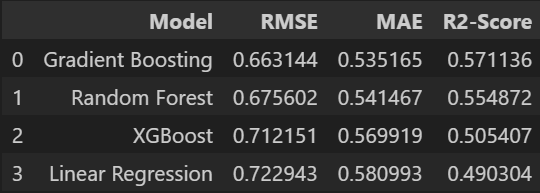 Model RMSE MAE R2-Score
0 Gradient Boosting 0.663144 0.535165 0.571136
1 Random Forest 0.675602 0.541467 0.554872
2 XGBoost 0.712151 0.569919 0.505407
3 Linear Regression 0.722943 0.580993 0.490304